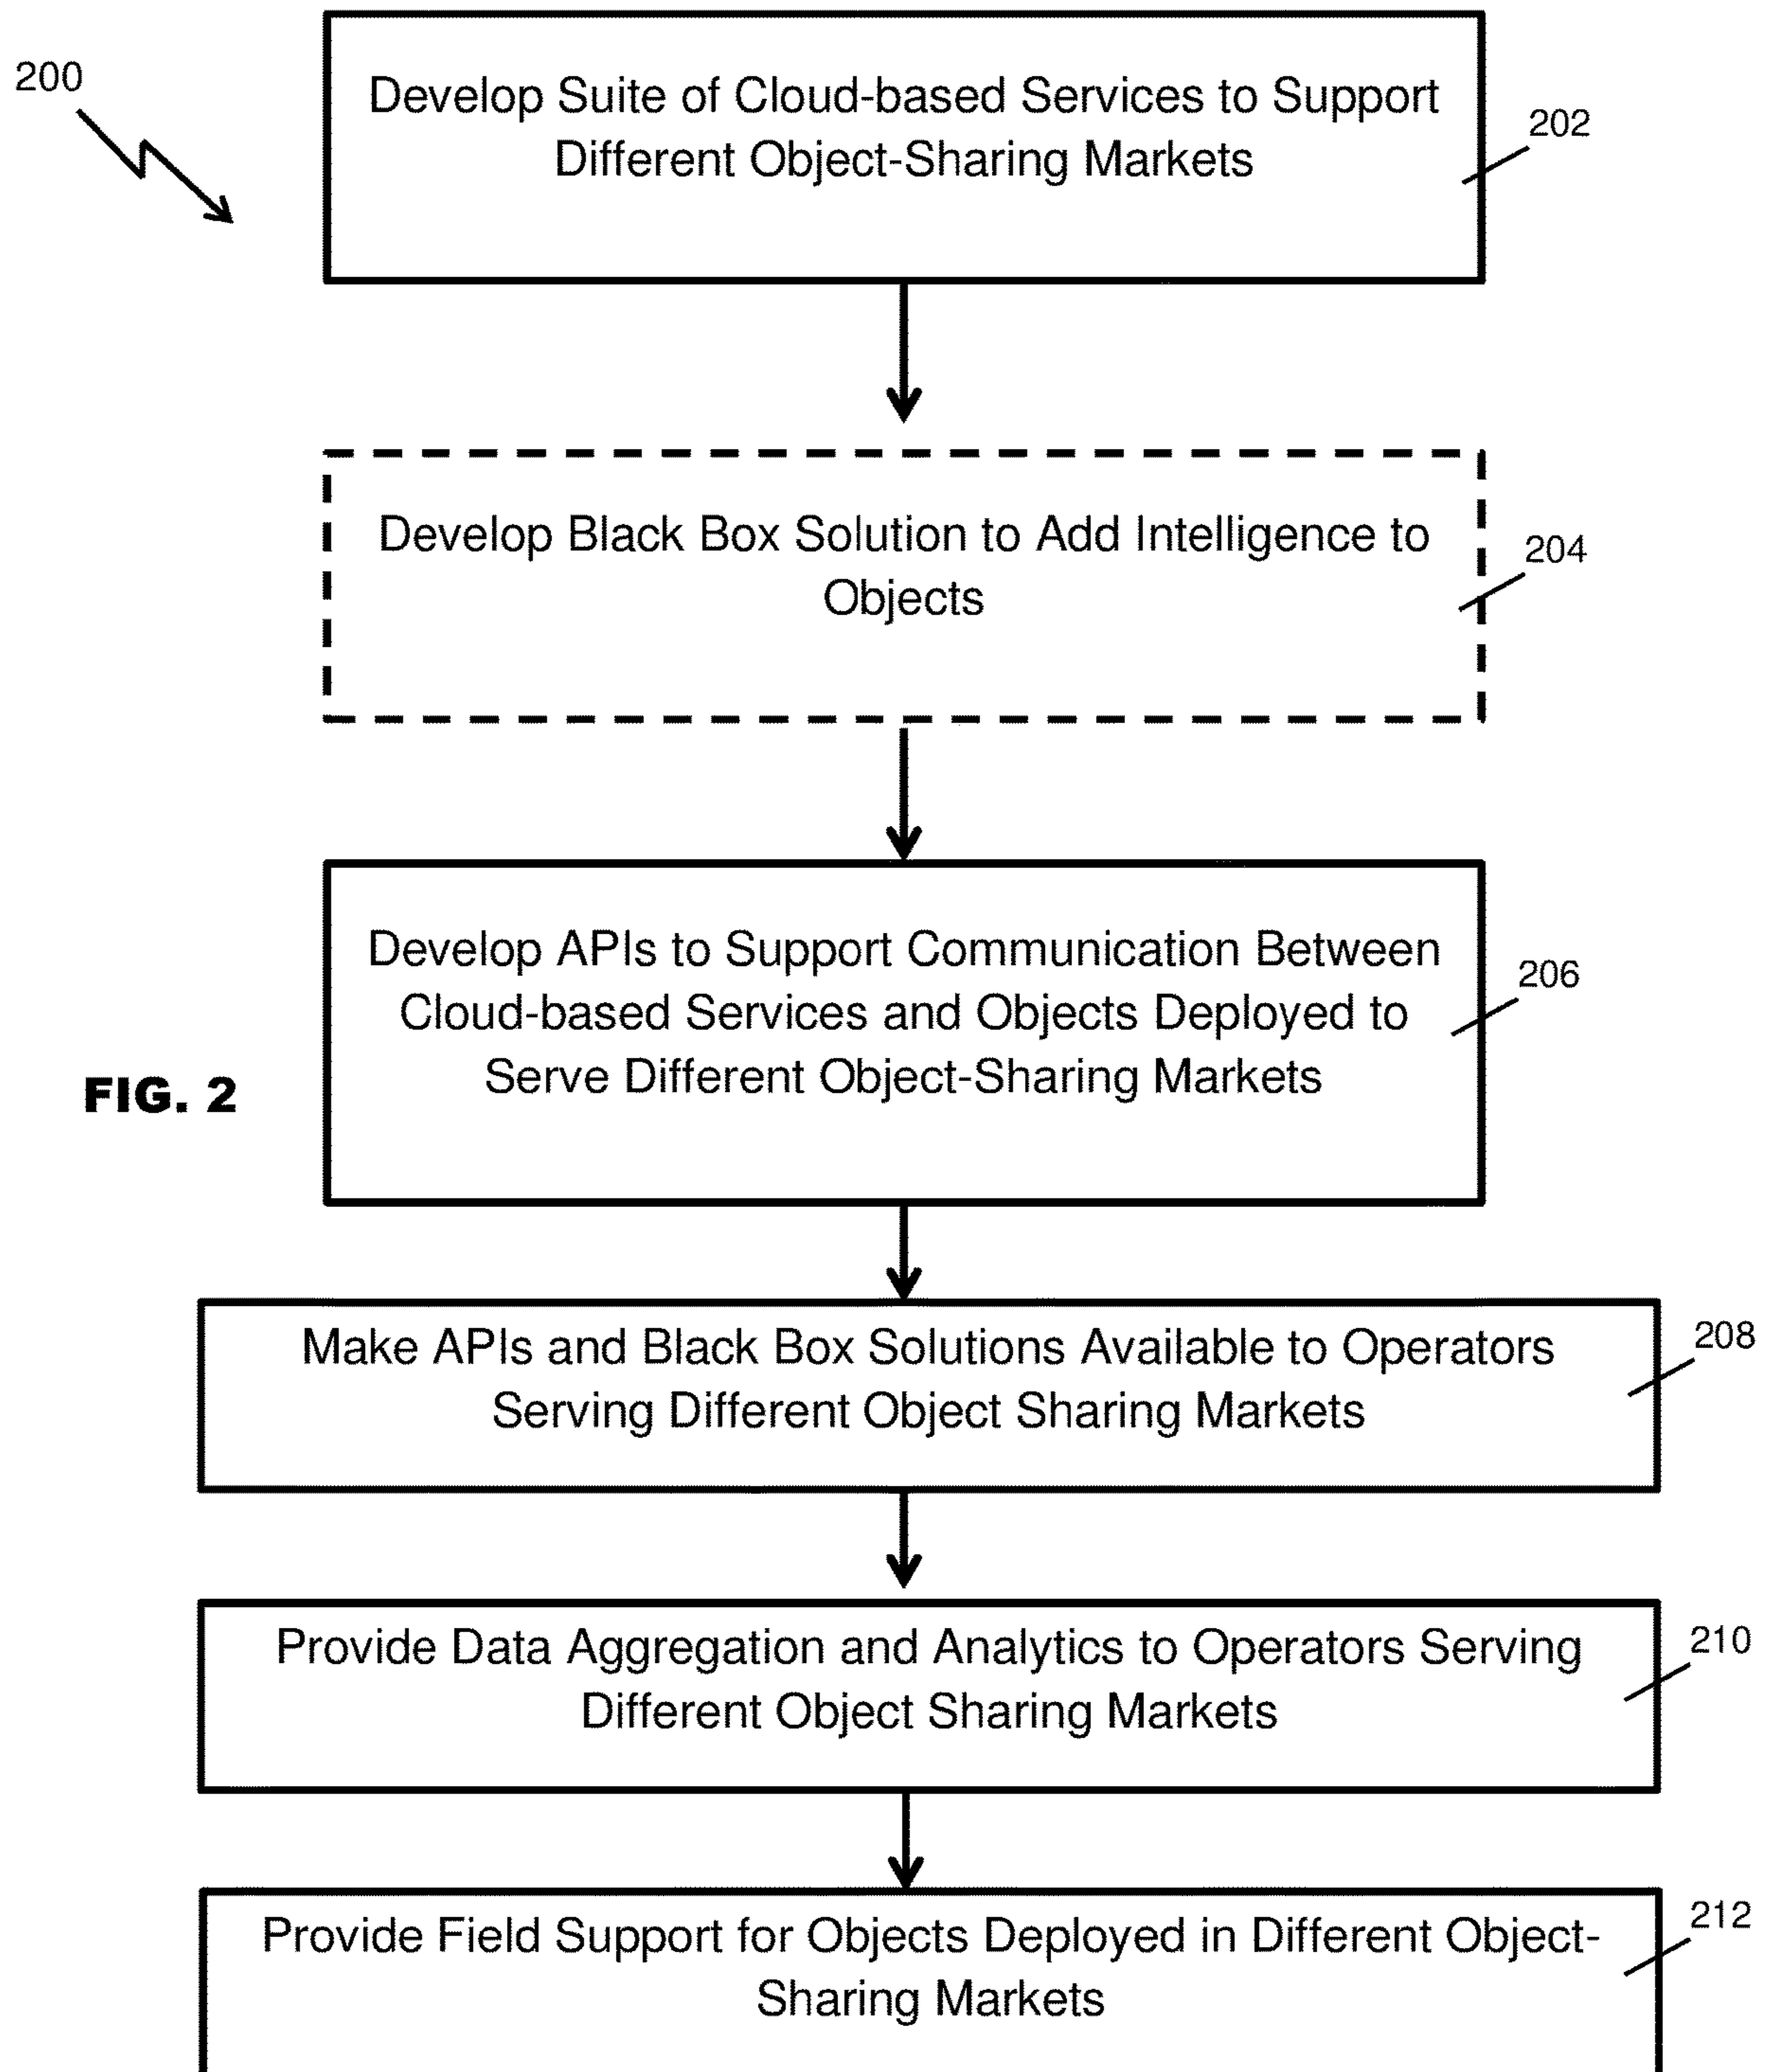 200
Develop Suite of Cloud-based Services to Support
Different Object-Sharing Markets
202
Develop Black Box Solution to Add Intelligence to
Objects
204
Develop APIs to Support Communication Between
Cloud-based Services and Objects Deployed to
Serve Different Object-Sharing Markets
206
FIG. 2
Make APIs and Black Box Solutions Available to Operators
Serving Different Object Sharing Markets
208
Provide Data Aggregation and Analytics to Operators Serving
Different Object Sharing Markets
210
Provide Field Support for Objects Deployed in Different Object-
Sharing Markets
212